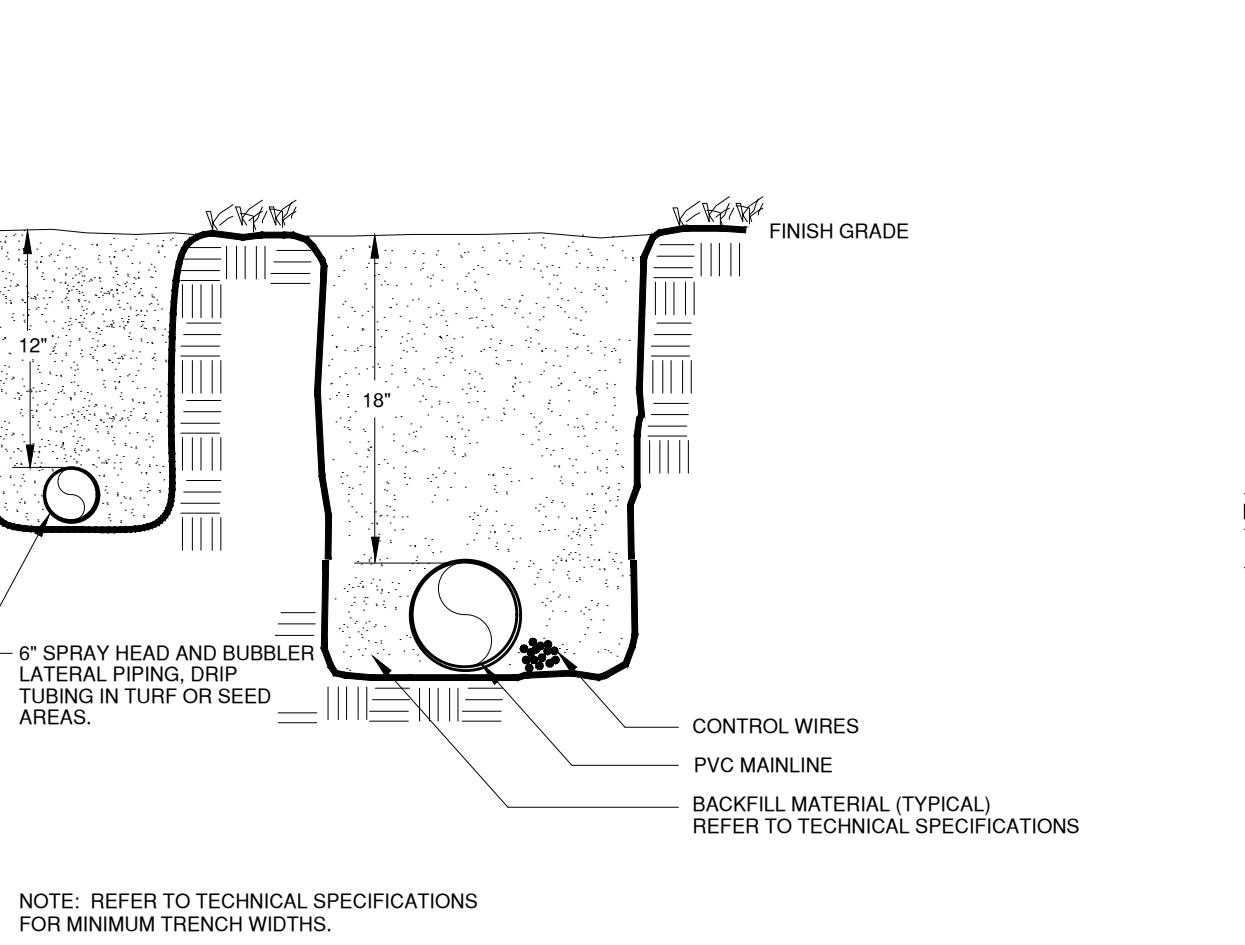 FINISH GRADE
12"
18"
6" SPRAY HEAD AND BUBBLER
LATERAL PIPING, DRIP
TUBING IN TURF OR SEED
AREAS.
CONTROL WIRES
PVC MAINLINE
BACKFILL MATERIAL (TYPICAL)
REFER TO TECHNICAL SPECIFICATIONS
NOTE: REFER TO TECHNICAL SPECIFICATIONS
FOR MINIMUM TRENCH WIDTHS.